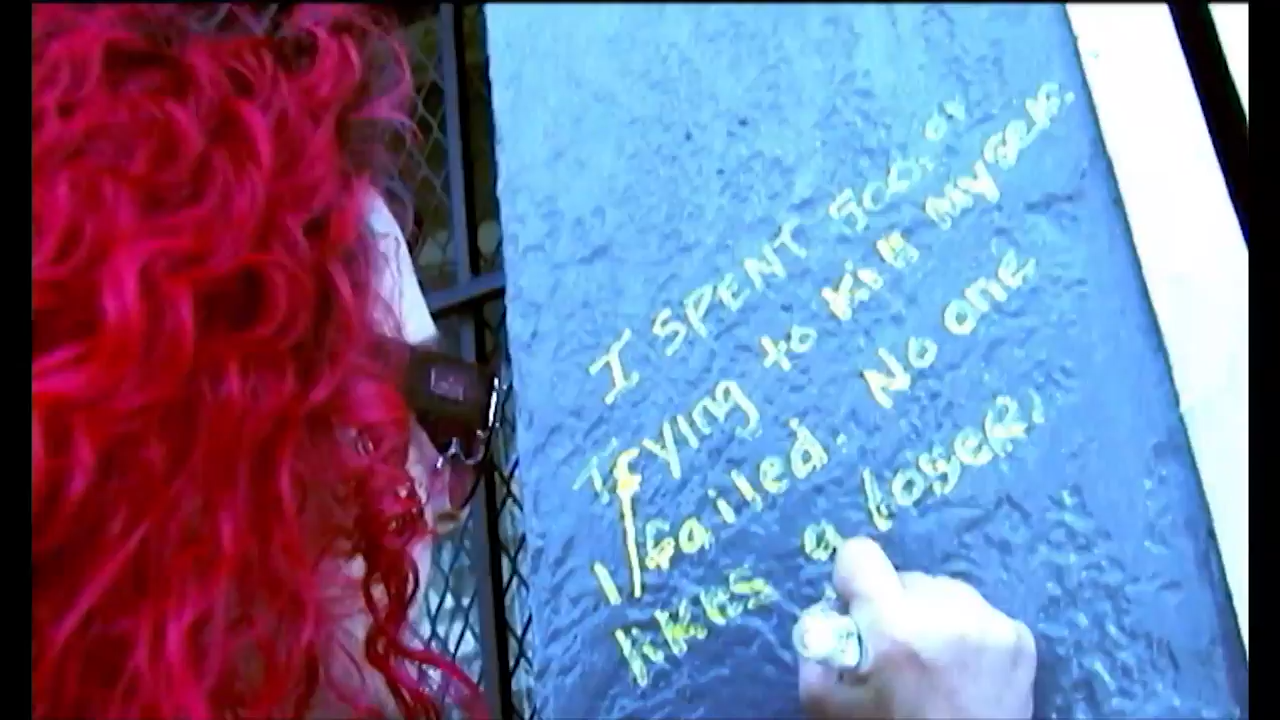 I SPENT
Trying to Kill MySELF.
I failed. No one
likes a loser.